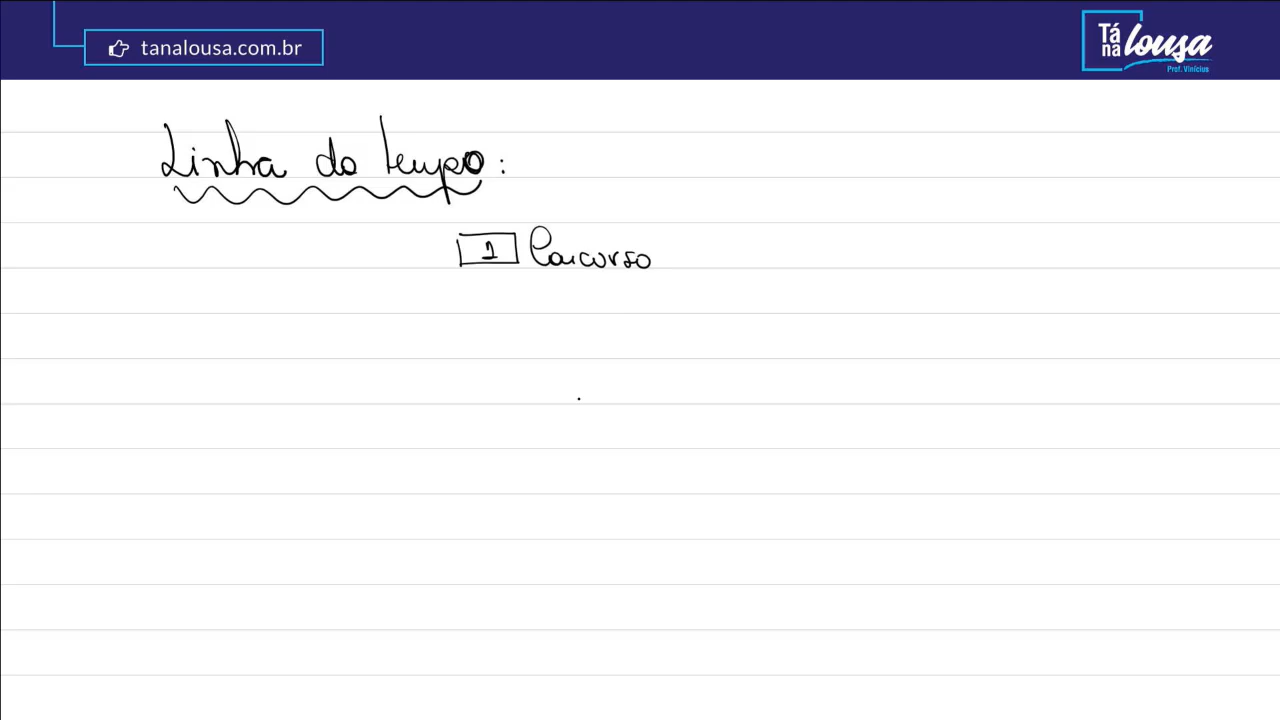 tanalousa.com.br
Tá na lousa
Prof. Vinícius
Linha do tempo:
1 Concurso